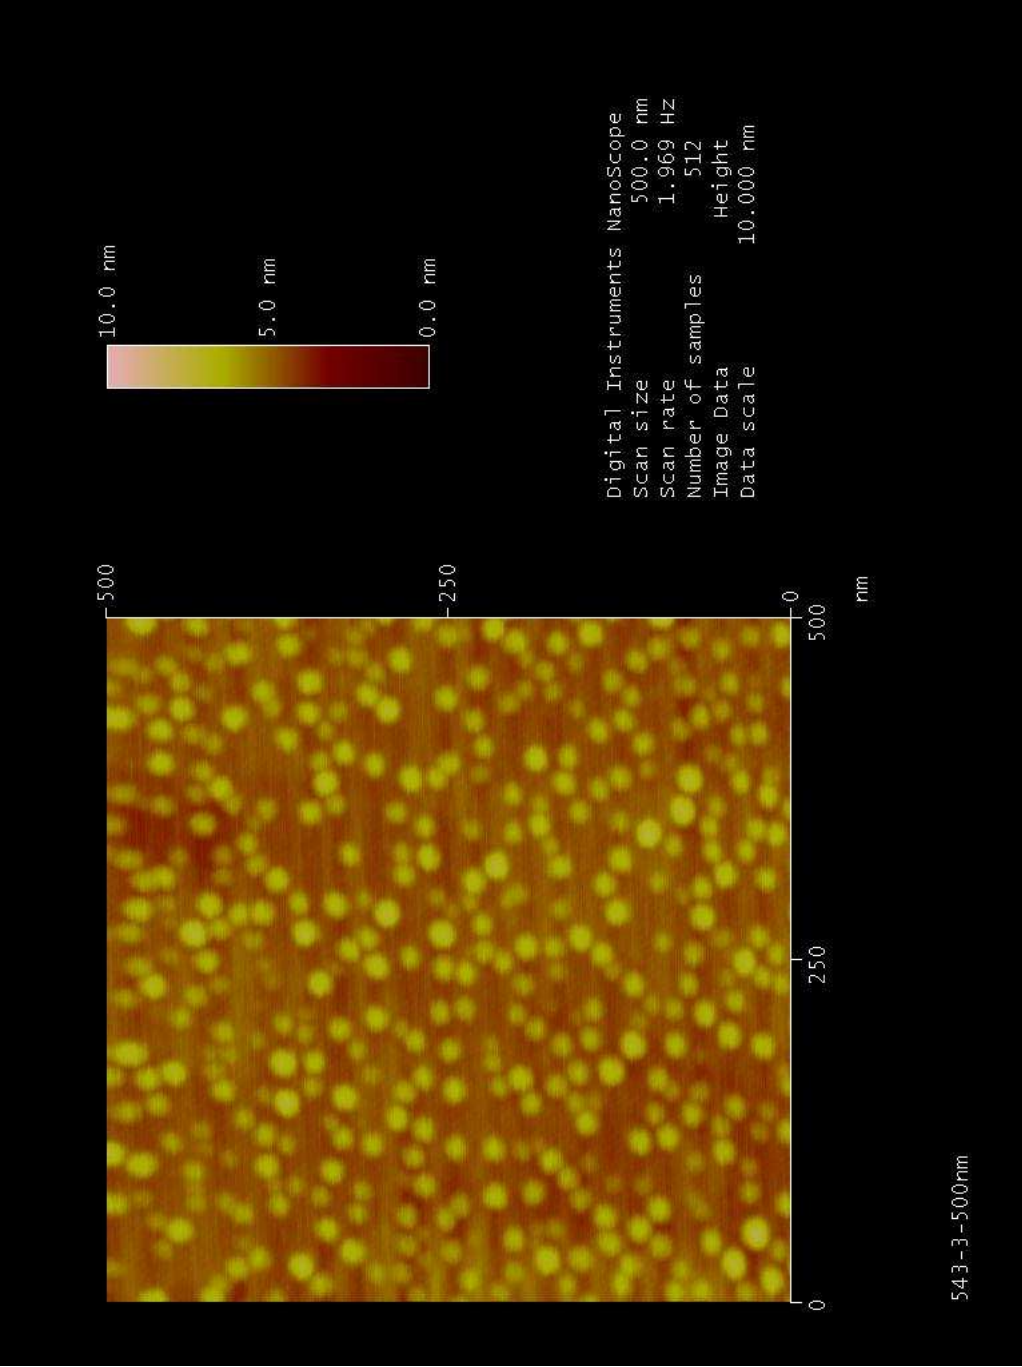 10.0 nm
5.0 nm
0.0 nm
Digital Instruments NanoScope
Scan size 500.0 nm
Scan rate 1.969 Hz
Number of samples 512
Image Data Height
Data scale 10.000 nm
500
250
0
0
250
500
nm
543-3-500nm